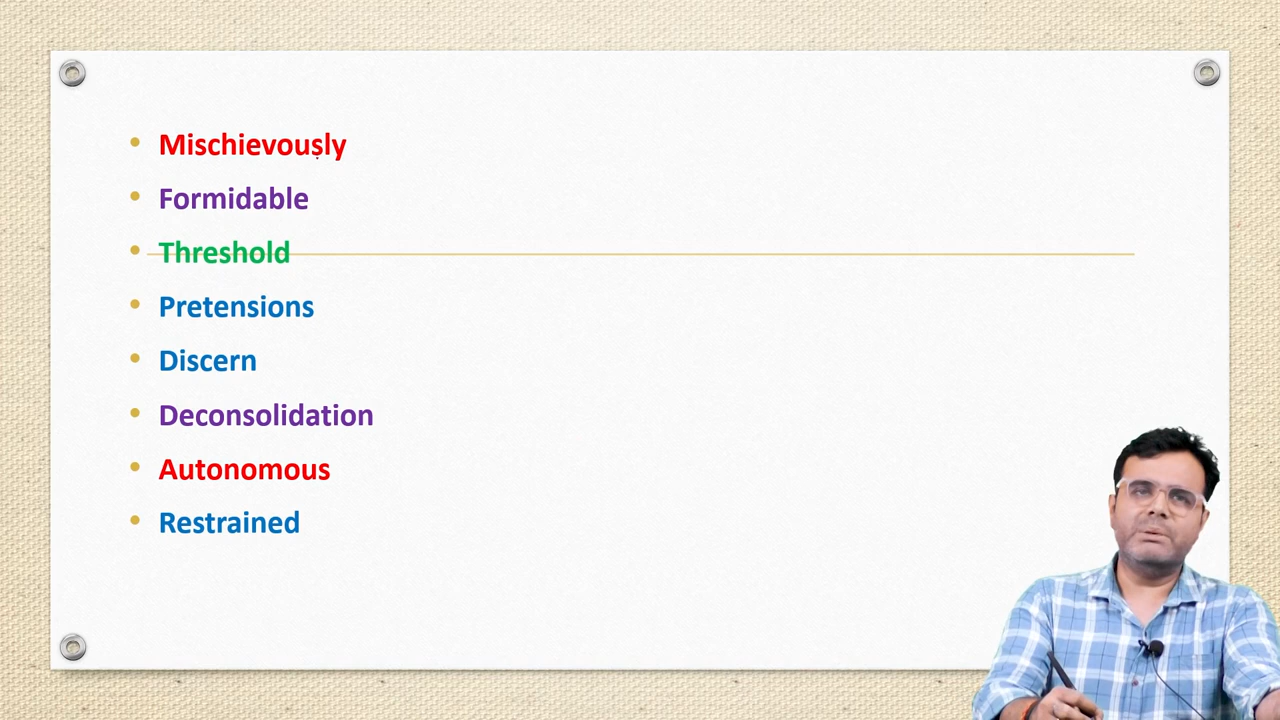 • Mischievously
• Formidable
• Threshold
• Pretensions
• Discern
• Deconsolidation
• Autonomous
• Restrained